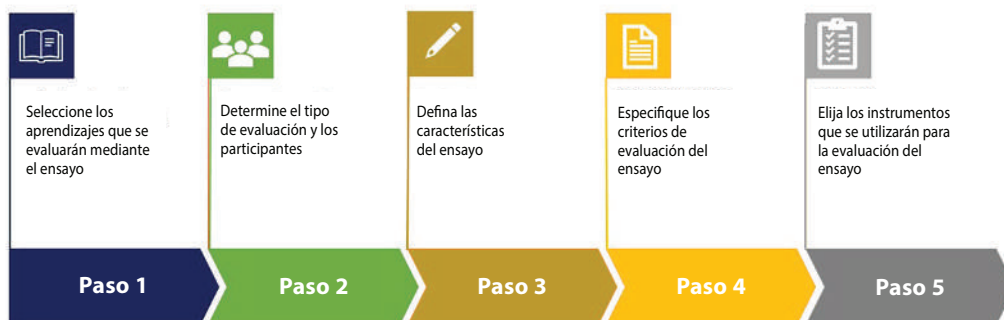 Seleccione los
aprendizajes que se
evaluarán mediante
el ensayo
Determine el tipo
de evaluación y los
participantes
Defina las
características
del ensayo
Especifique los
criterios de
evaluación del
ensayo
Elija los instrumentos
que se utilizarán para
la evaluación del
ensayo
Paso 1
Paso 2
Paso 3
Paso 4
Paso 5